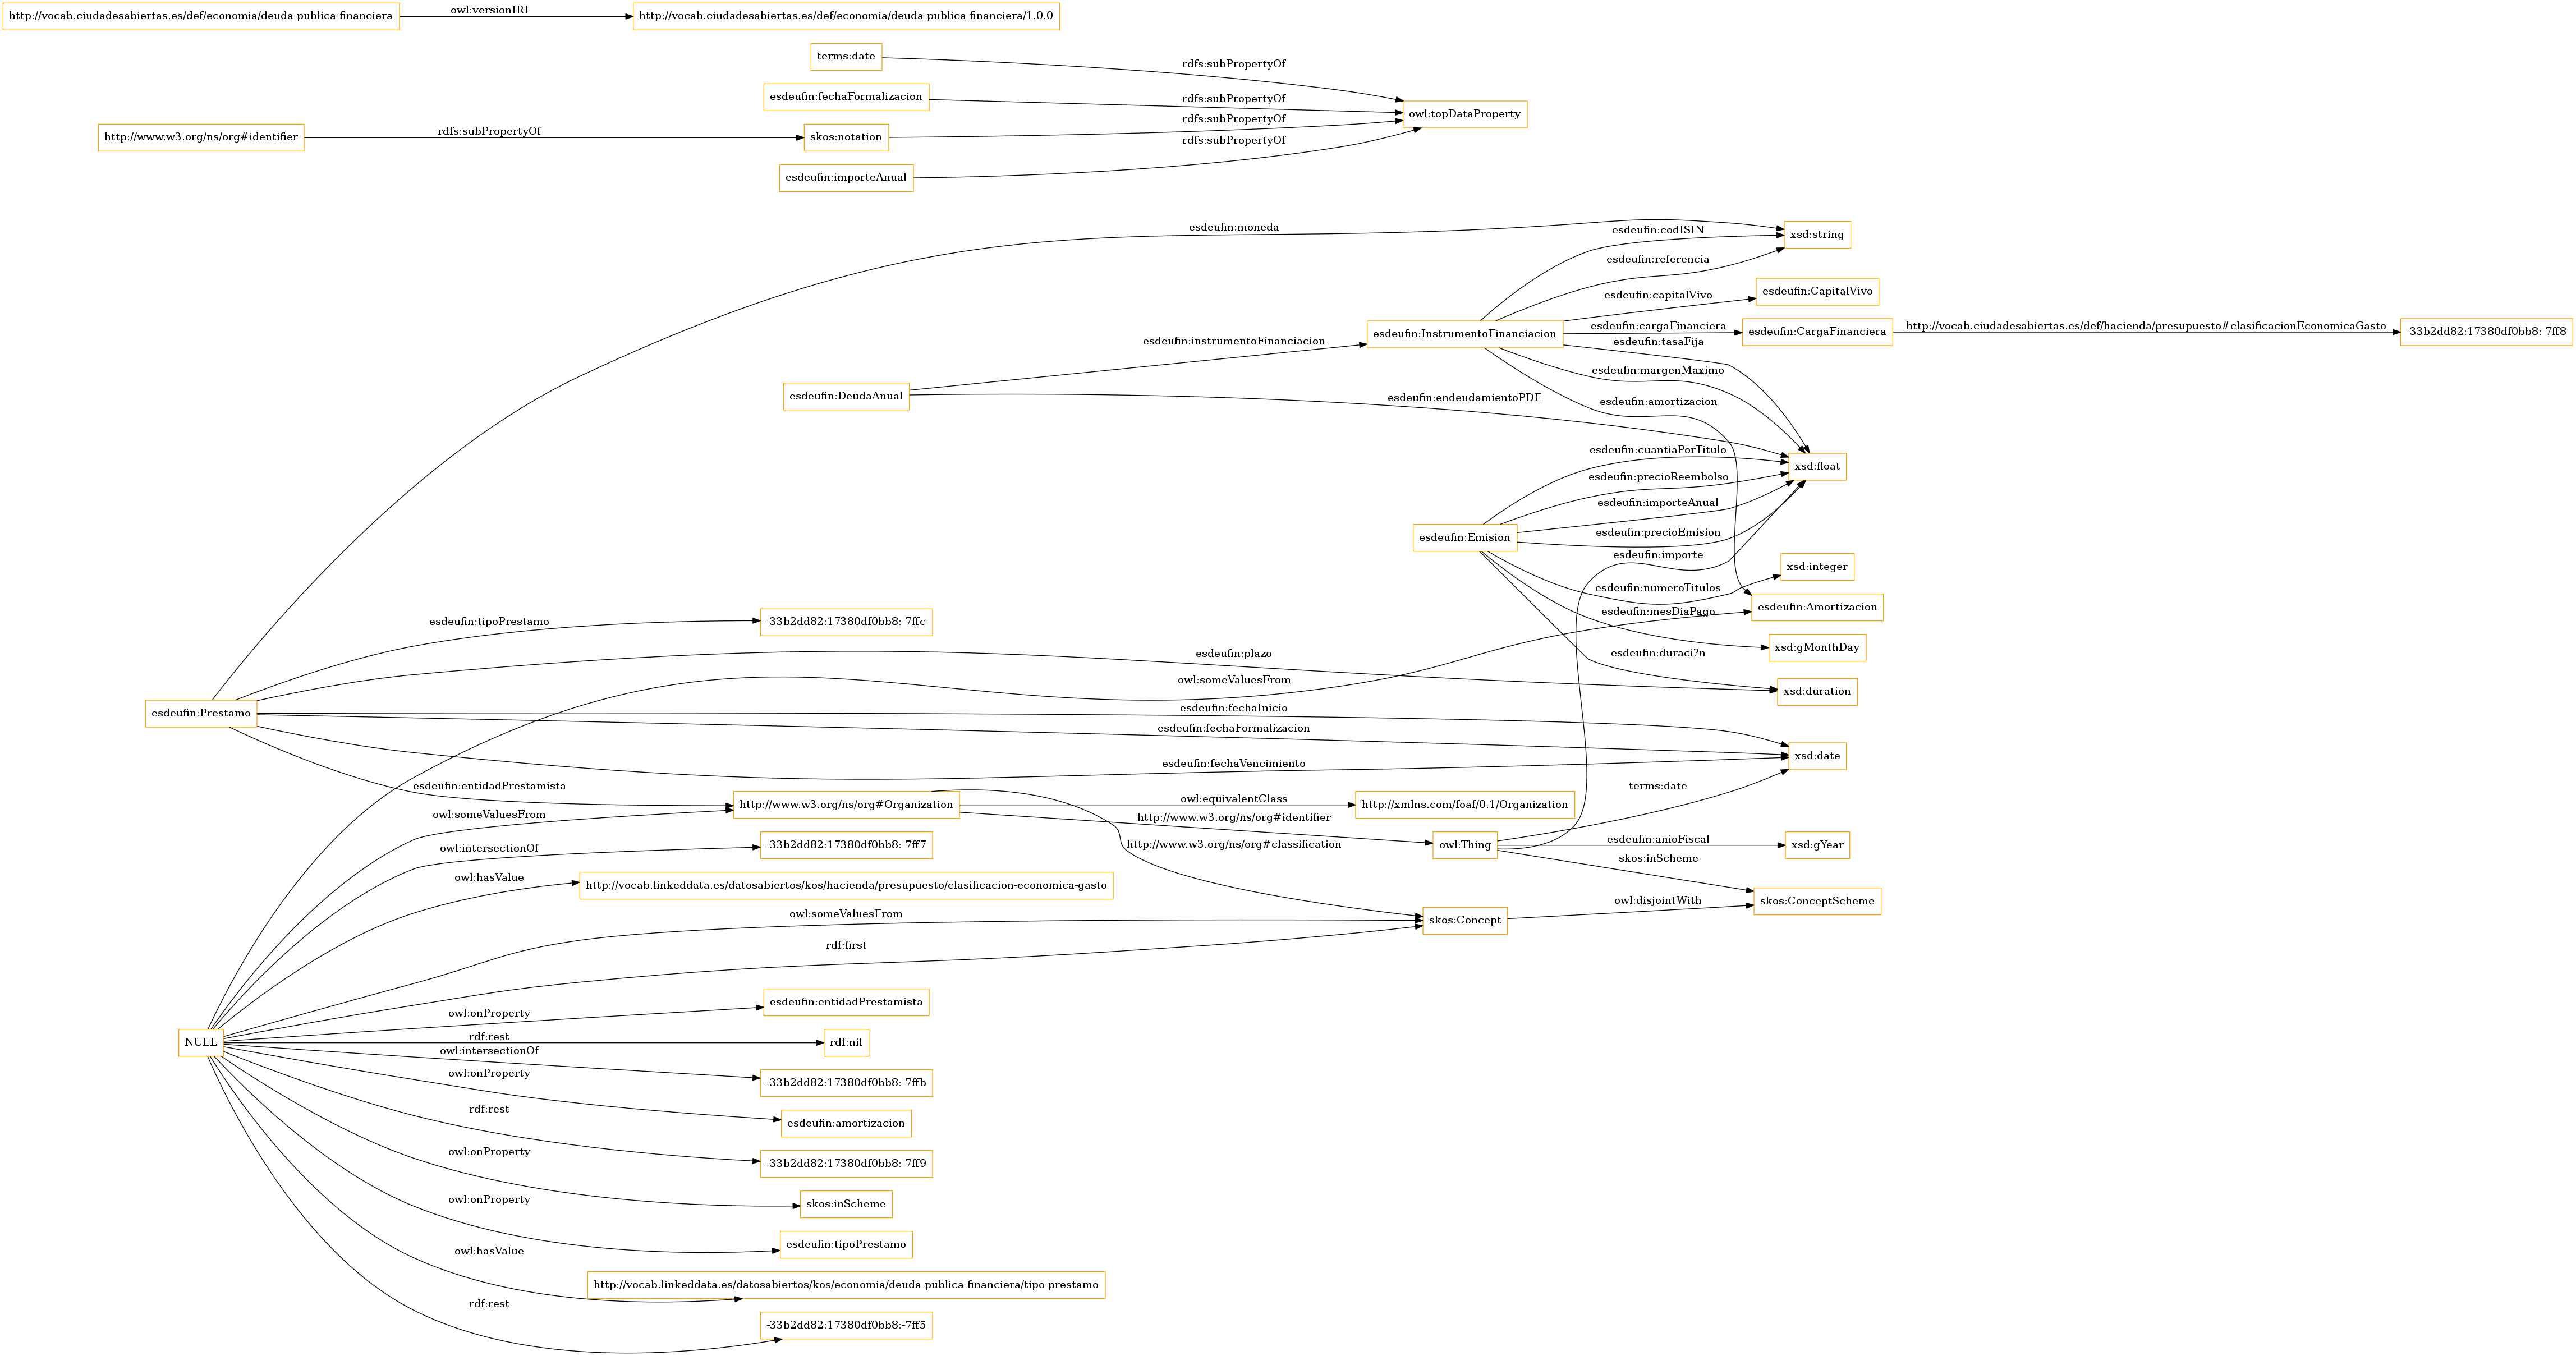 http://vocab.ciudadesabiertas.es/def/economia/deuda-publica-financiera
owl:versionIRI
http://vocab.ciudadesabiertas.es/def/economia/deuda-publica-financiera/1.0.0
terms:date
rdfs:subPropertyOf
esdeufin:fechaFormalizacion
rdfs:subPropertyOf
owl:topDataProperty
http://www.w3.org/ns/org#identifier
rdfs:subPropertyOf
skos:notation
rdfs:subPropertyOf
rdfs:subPropertyOf
esdeufin:importeAnual
esdeufin:moneda
esdeufin:codISIN
xsd:string
esdeufin:referencia
esdeufin:capitalVivo
esdeufin:CapitalVivo
esdeufin:InstrumentoFinanciacion
esdeufin:cargaFinanciera
esdeufin:CargaFinanciera
http://vocab.ciudadesabiertas.es/def/hacienda/presupuesto#clasificacionEconomicaGasto
-33b2dd82:17380df0bb8:-7ff8
esdeufin:instrumentoFinanciacion
esdeufin:tasaFija
esdeufin:margenMaximo
esdeufin:DeudaAnual
esdeufin:endeudamientoPDE
esdeufin:amortizacion
esdeufin:cuantiaPorTitulo
xsd:float
esdeufin:precioReembolso
esdeufin:importeAnual
esdeufin:Emision
esdeufin:precioEmision
esdeufin:importe
xsd:integer
esdeufin:numeroTitulos
esdeufin:Amortizacion
esdeufin:mesDiaPago
esdeufin:tipoPrestamo
-33b2dd82:17380df0bb8:-7ffc
xsd:gMonthDay
esdeufin:plazo
esdeufin:duraci?n
owl:someValuesFrom
xsd:duration
esdeufin:Prestamo
esdeufin:fechaInicio
esdeufin:fechaFormalizacion
xsd:date
esdeufin:fechaVencimiento
esdeufin:entidadPrestamista
terms:date
http://www.w3.org/ns/org#Organization
owl:equivalentClass
http://xmlns.com/foaf/0.1/Organization
owl:someValuesFrom
http://www.w3.org/ns/org#identifier
owl:intersectionOf
-33b2dd82:17380df0bb8:-7ff7
http://www.w3.org/ns/org#classification
owl:Thing
esdeufin:anioFiscal
xsd:gYear
skos:inScheme
owl:hasValue
http://vocab.linkeddata.es/datosabiertos/kos/hacienda/presupuesto/clasificacion-economica-gasto
owl:disjointWith
skos:ConceptScheme
owl:someValuesFrom
skos:Concept
rdf:first
esdeufin:entidadPrestamista
owl:onProperty
NULL
rdf:rest
rdf:nil
owl:intersectionOf
-33b2dd82:17380df0bb8:-7ffb
owl:onProperty
esdeufin:amortizacion
rdf:rest
-33b2dd82:17380df0bb8:-7ff9
owl:onProperty
skos:inScheme
owl:onProperty
esdeufin:tipoPrestamo
owl:hasValue
http://vocab.linkeddata.es/datosabiertos/kos/economia/deuda-publica-financiera/tipo-prestamo
rdf:rest
-33b2dd82:17380df0bb8:-7ff5